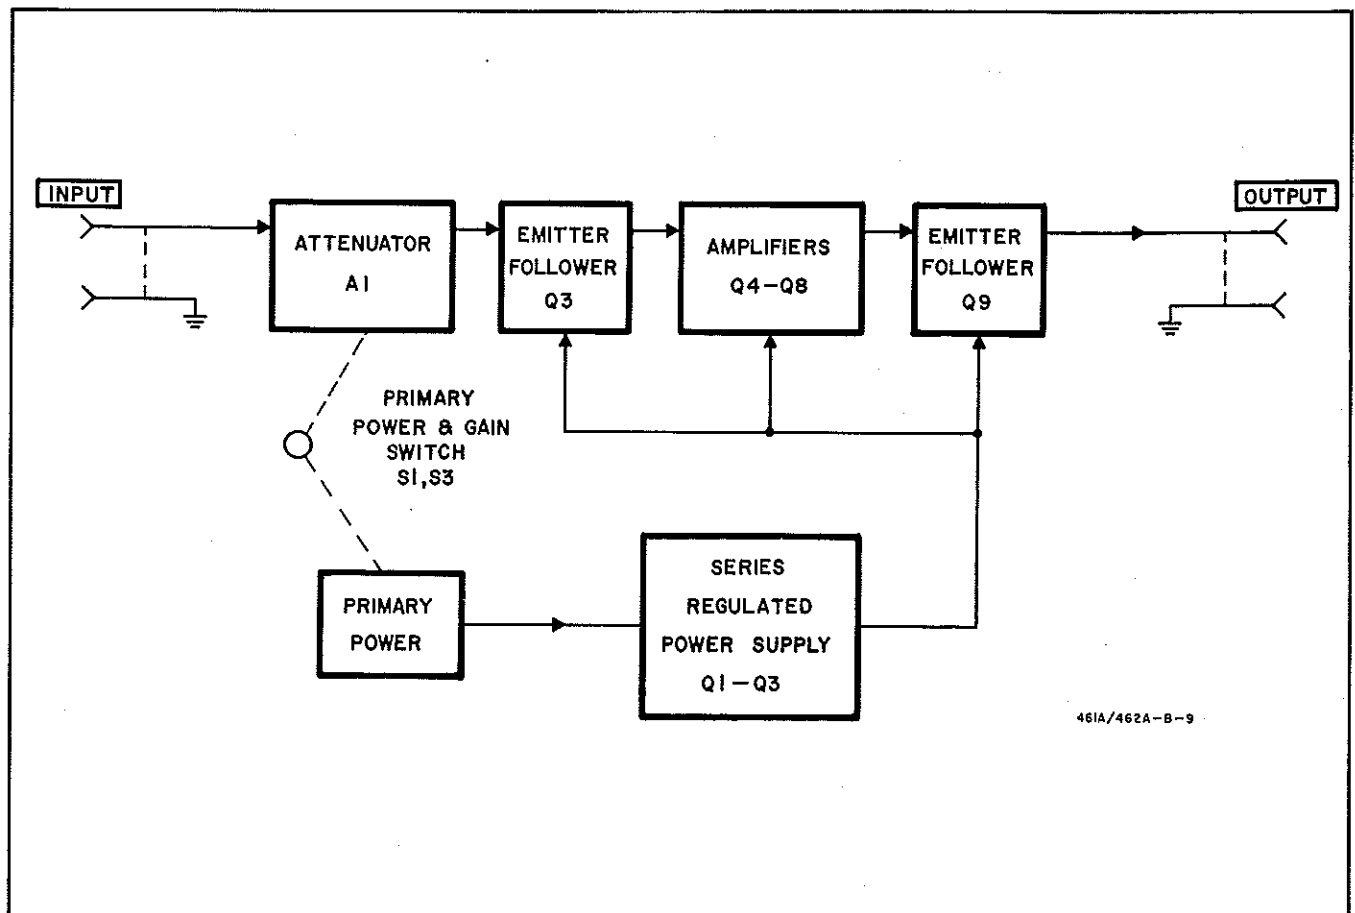 INPUT
OUTPUT
ATTENUATOR
A1
EMITTER
FOLLOWER
Q3
AMPLIFIERS
Q4-Q8
EMITTER
FOLLOWER
Q9
PRIMARY
POWER & GAIN
SWITCH
S1,S3
PRIMARY
POWER
SERIES
REGULATED
POWER SUPPLY
Q1-Q3
461A/462A-B-9